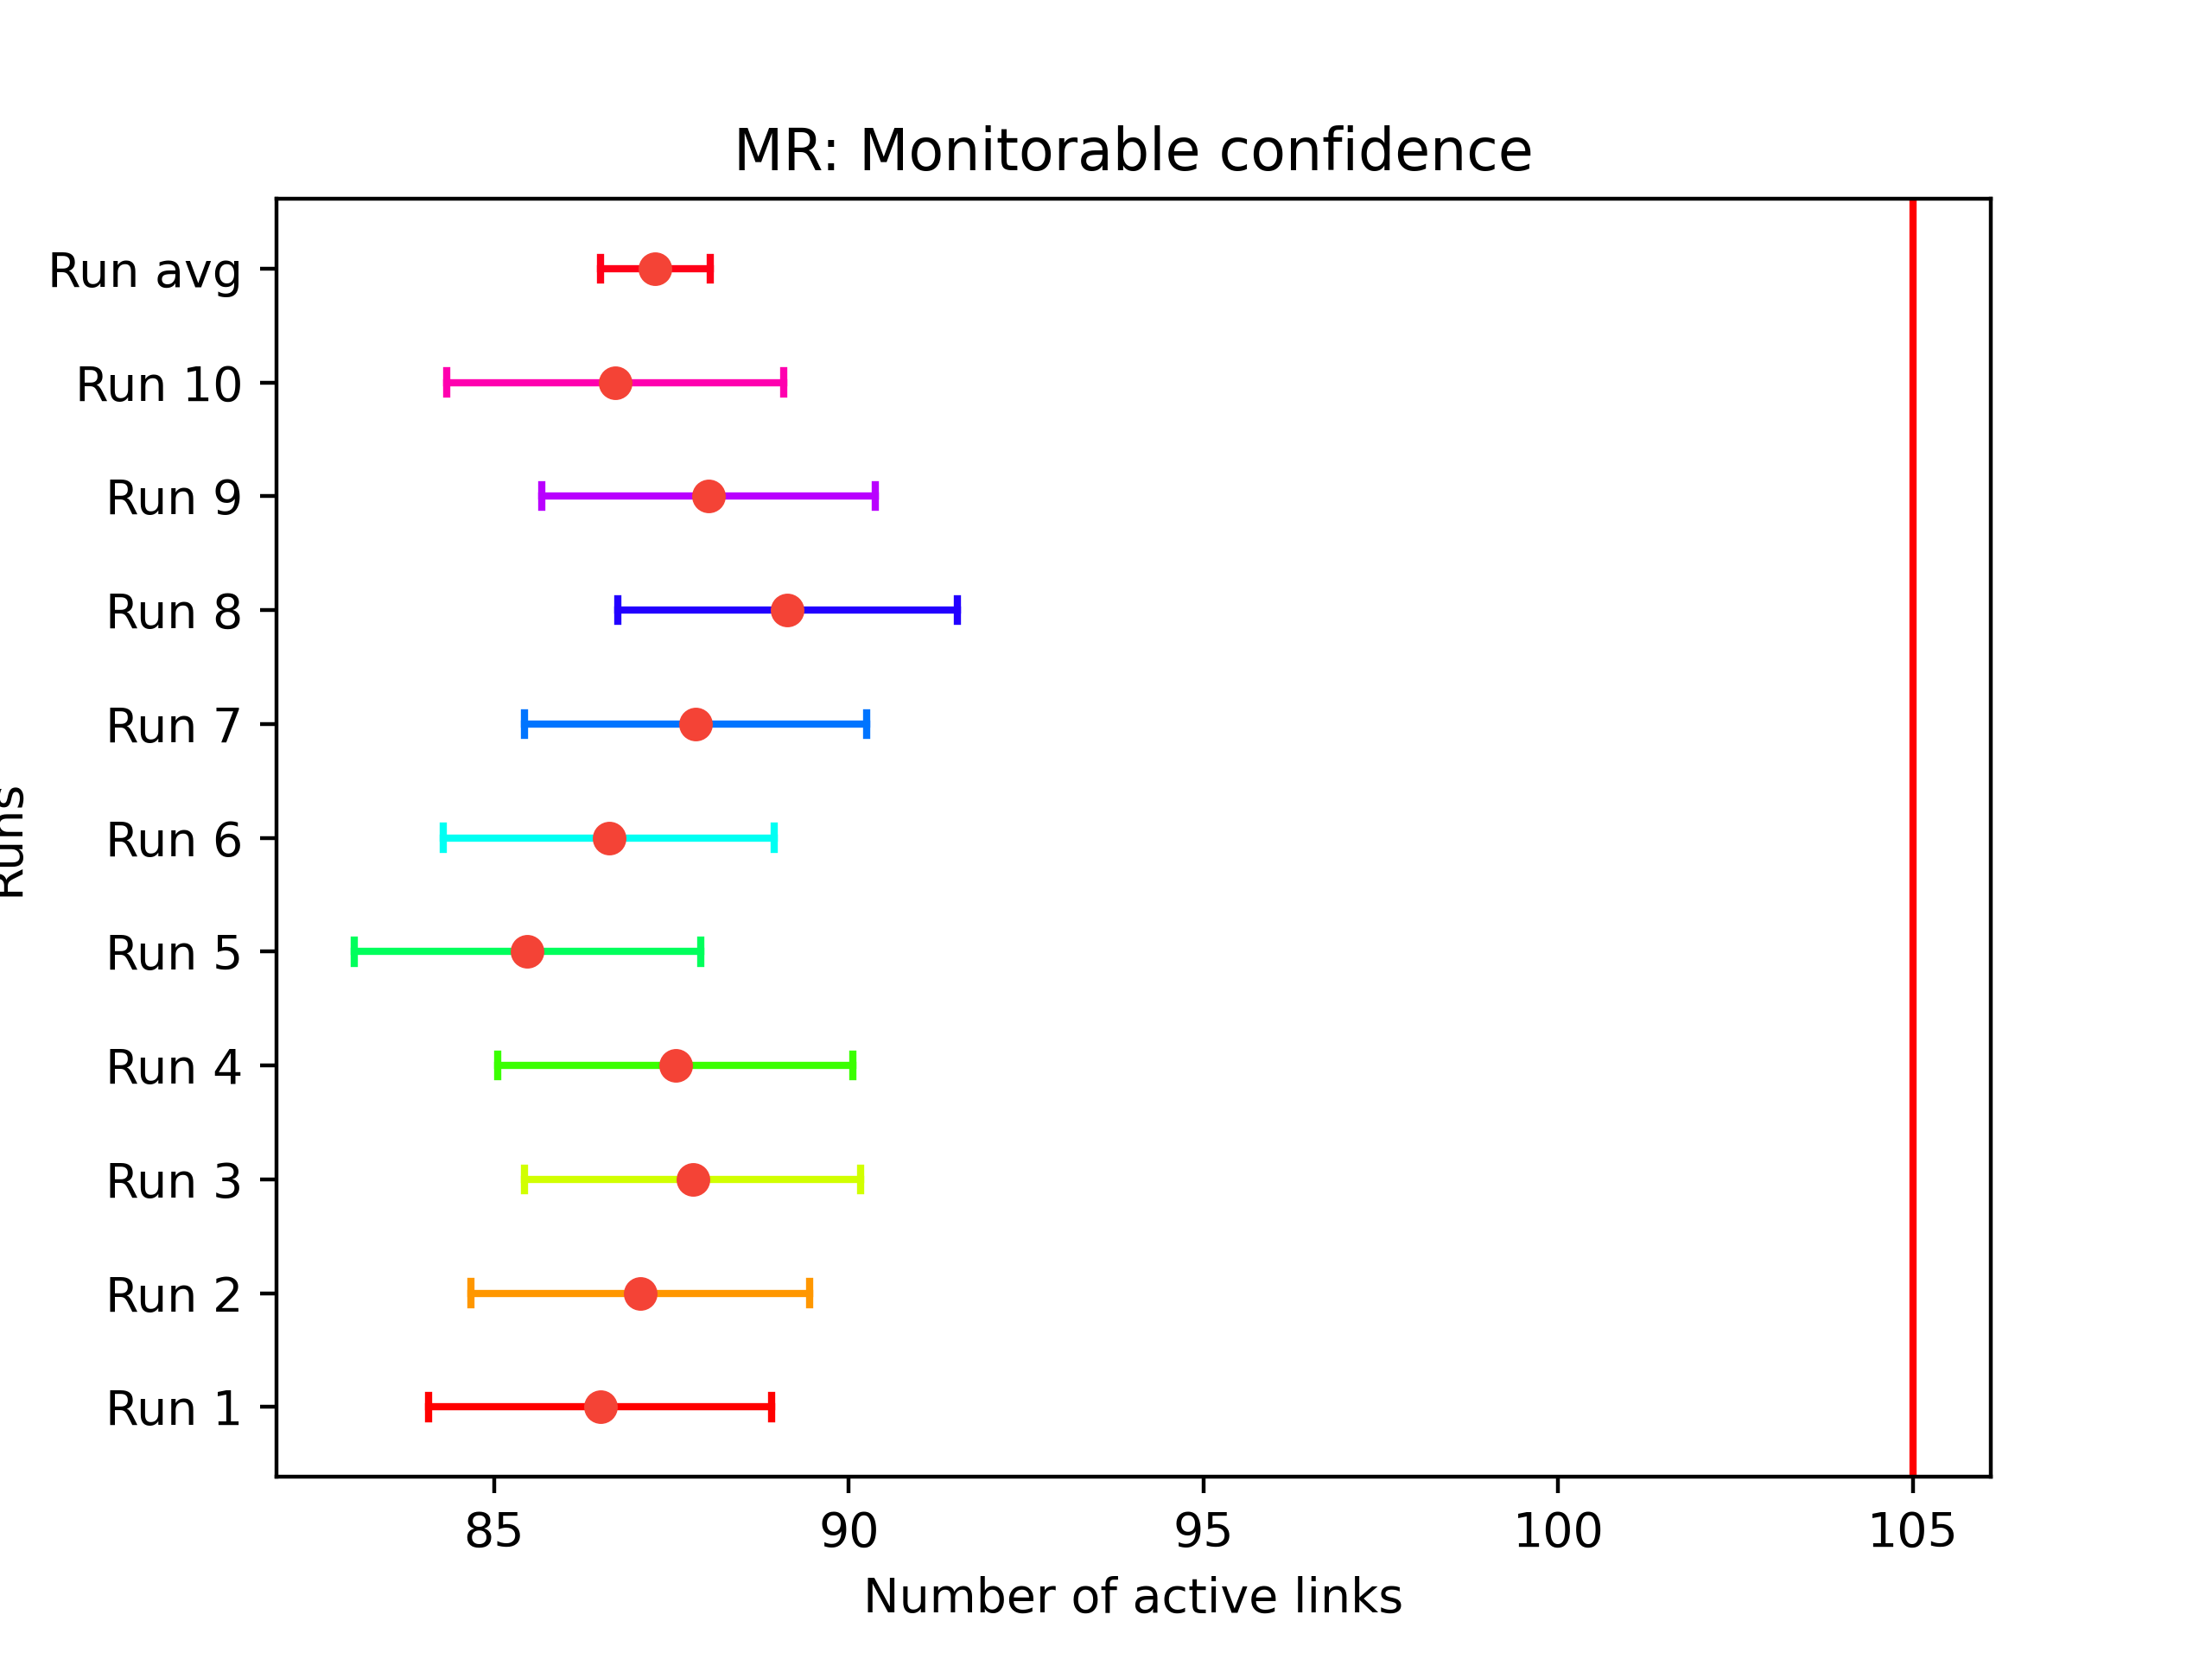 MR: Monitorable confidence
Run avg
Run 10
Run 9
Run 8
Run 7
Run 6
Run 5
Run 4
Run 3
Run 2
Run 1
Runs
85 90 95 100 105
Number of active links